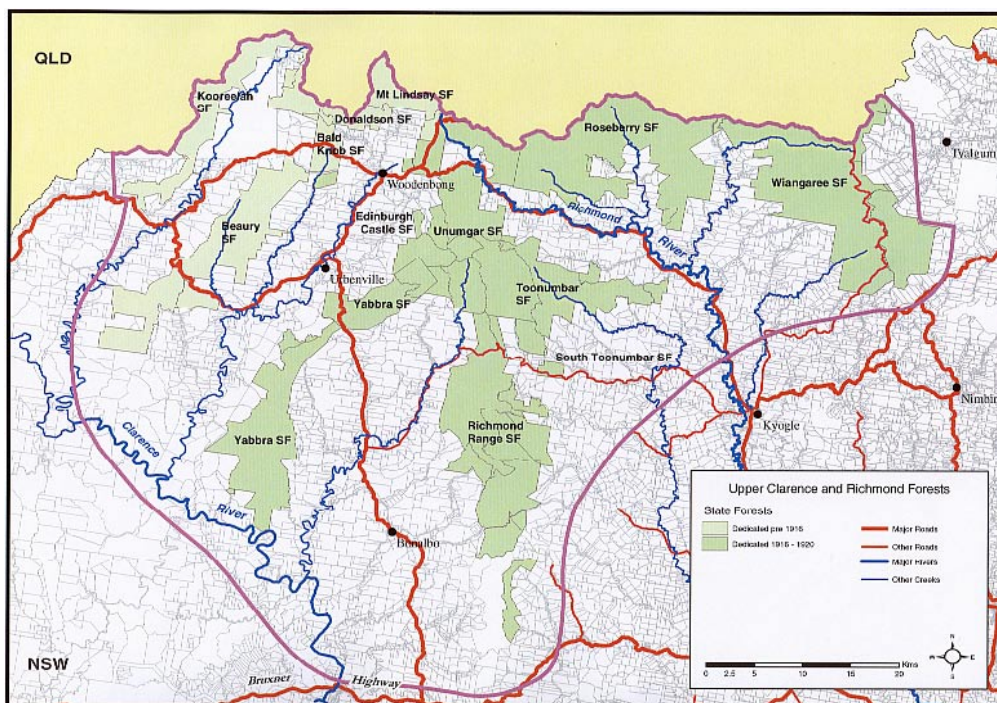 QLD
Kooreelah
SF
Mt Lindsay SF
Donaldson SF
Bald
Knob SF
Roseberry SF
Tyalgum
Woodenbong
Wiangaree SF
Edinburgh
Castle SF
Richmond
River
Beaury
SF
Unumgar SF
Urbenville
Toonumbar
SF
Yabbra SF
South Toonumbar SF
Nimbin
Kyogle
Clarence
River
Yabbra SF
Richmond
Range SF
Bonalbo
NSW
Bruxner Highway
Upper Clarence and Richmond Forests
State Forests
Dedicated pre 1916
Dedicated 1916 - 1920
Major Roads
Other Roads
Major Rivers
Other Creeks
N
W E
S
0 2.5 5 10 15 20 Kms